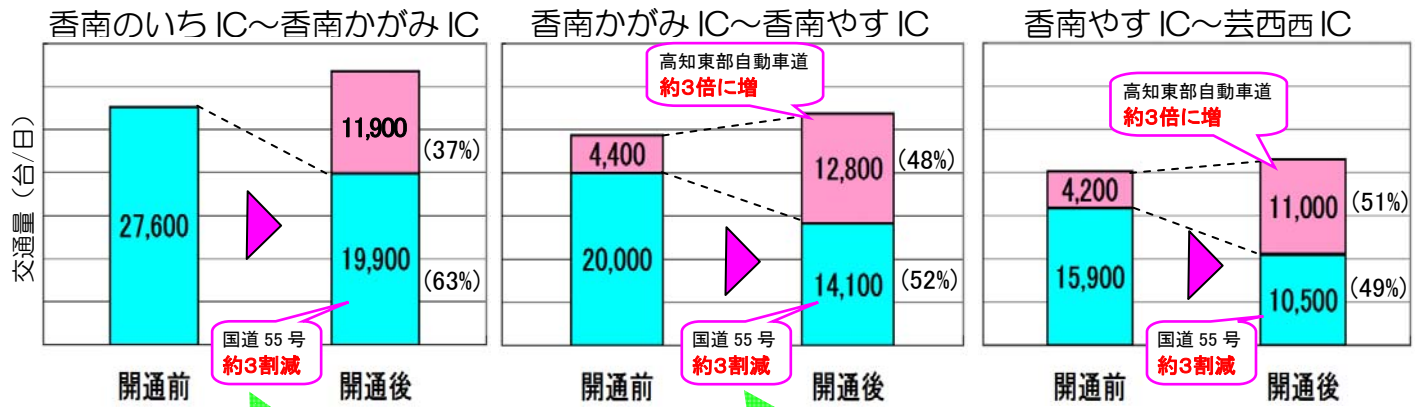 香南のいち IC～香南かがみ IC
交通量（台/日）
27,600
11,900
(37%)
19,900
(63%)
国道 55 号
約3割減
開通前
開通後
香南かがみ IC～香南やす IC
高知東部自動車道
約3倍に増
4,400
20,000
12,800
(48%)
14,100
(52%)
国道 55 号
約3割減
開通前
開通後
香南やす IC～芸西西 IC
高知東部自動車道
約3倍に増
4,200
15,900
11,000
(51%)
10,500
(49%)
国道 55 号
約3割減
開通前
開通後